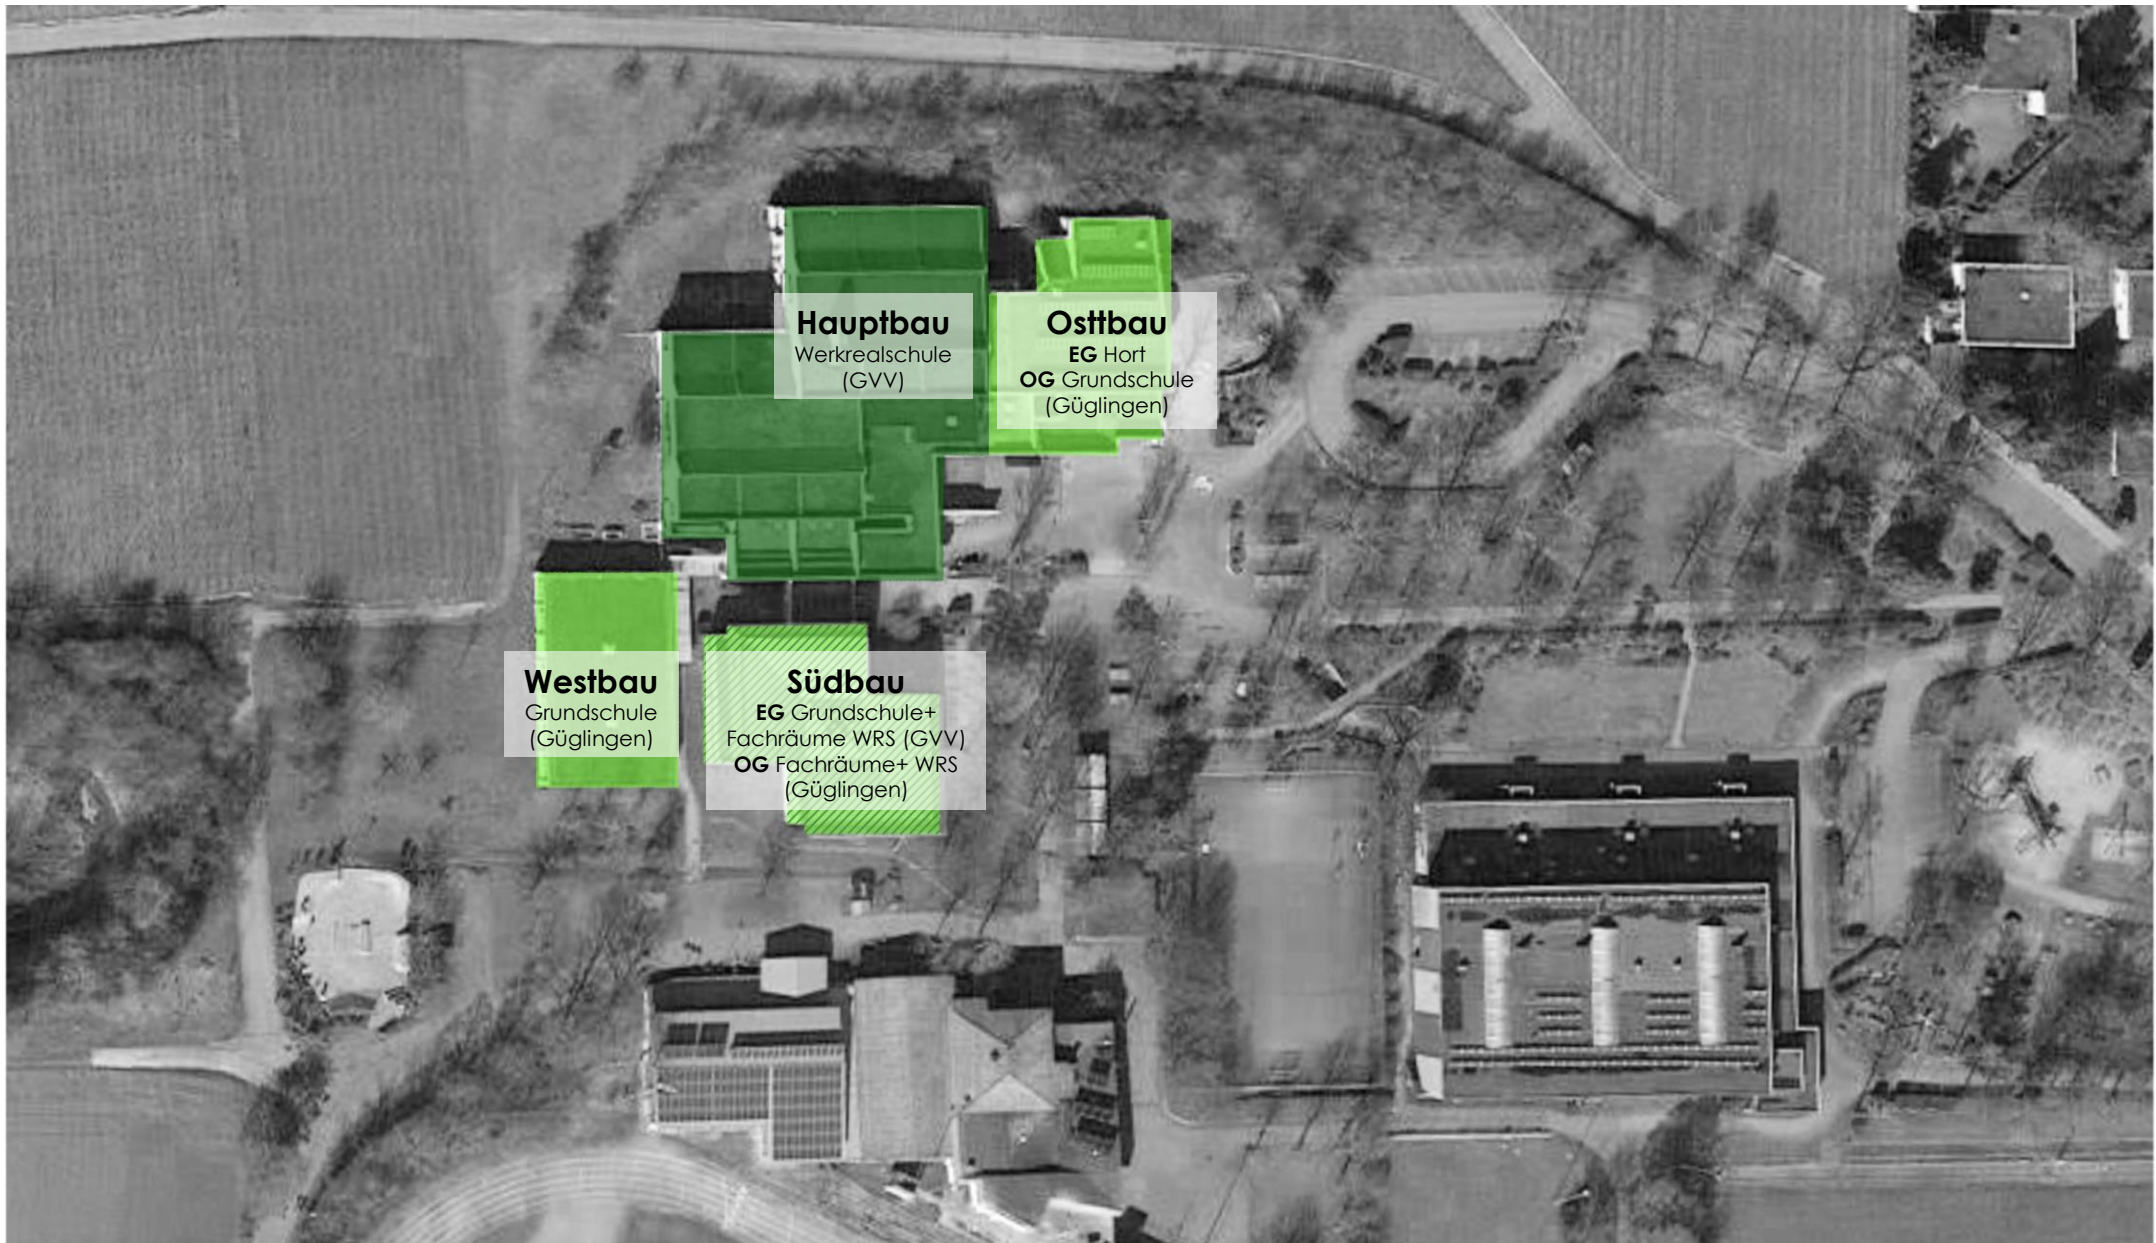 Hauptbau
Werkrealschule
(GVV)
Osttbau
EG Hort
OG Grundschule
(Güglingen)
Westbau
Grundschule
(Güglingen)
Südbau
EG Grundschule+
Fachräume WRS (GVV)
OG Fachräume+ WRS
(Güglingen)